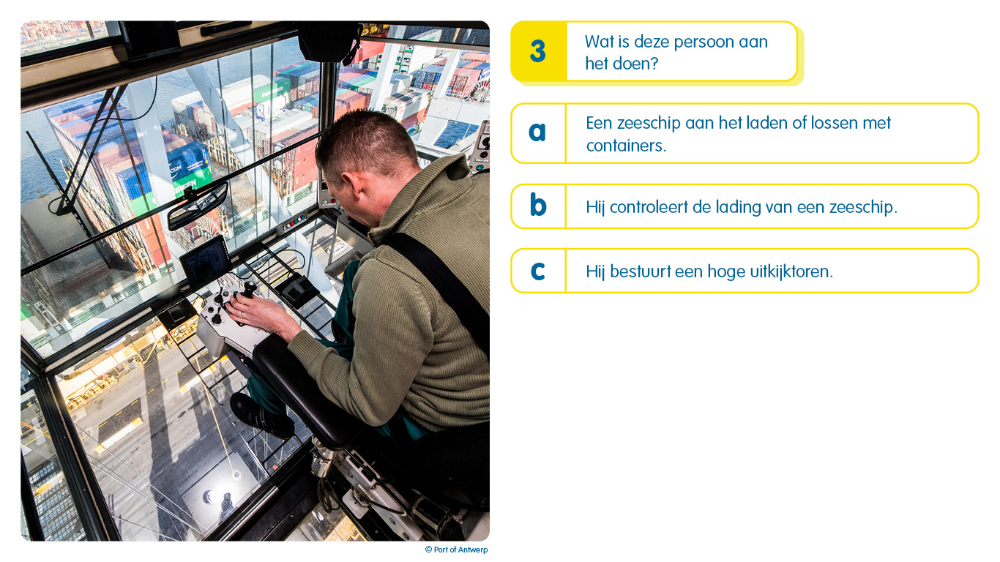 3
Wat is deze persoon aan
het doen?
a
Een zeeschip aan het laden of lossen met
containers.
b
Hij controleert de lading van een zeeschip.
c
Hij bestuurt een hoge uitkijktoren.
CGM
GREEN
© Port of Antwerp